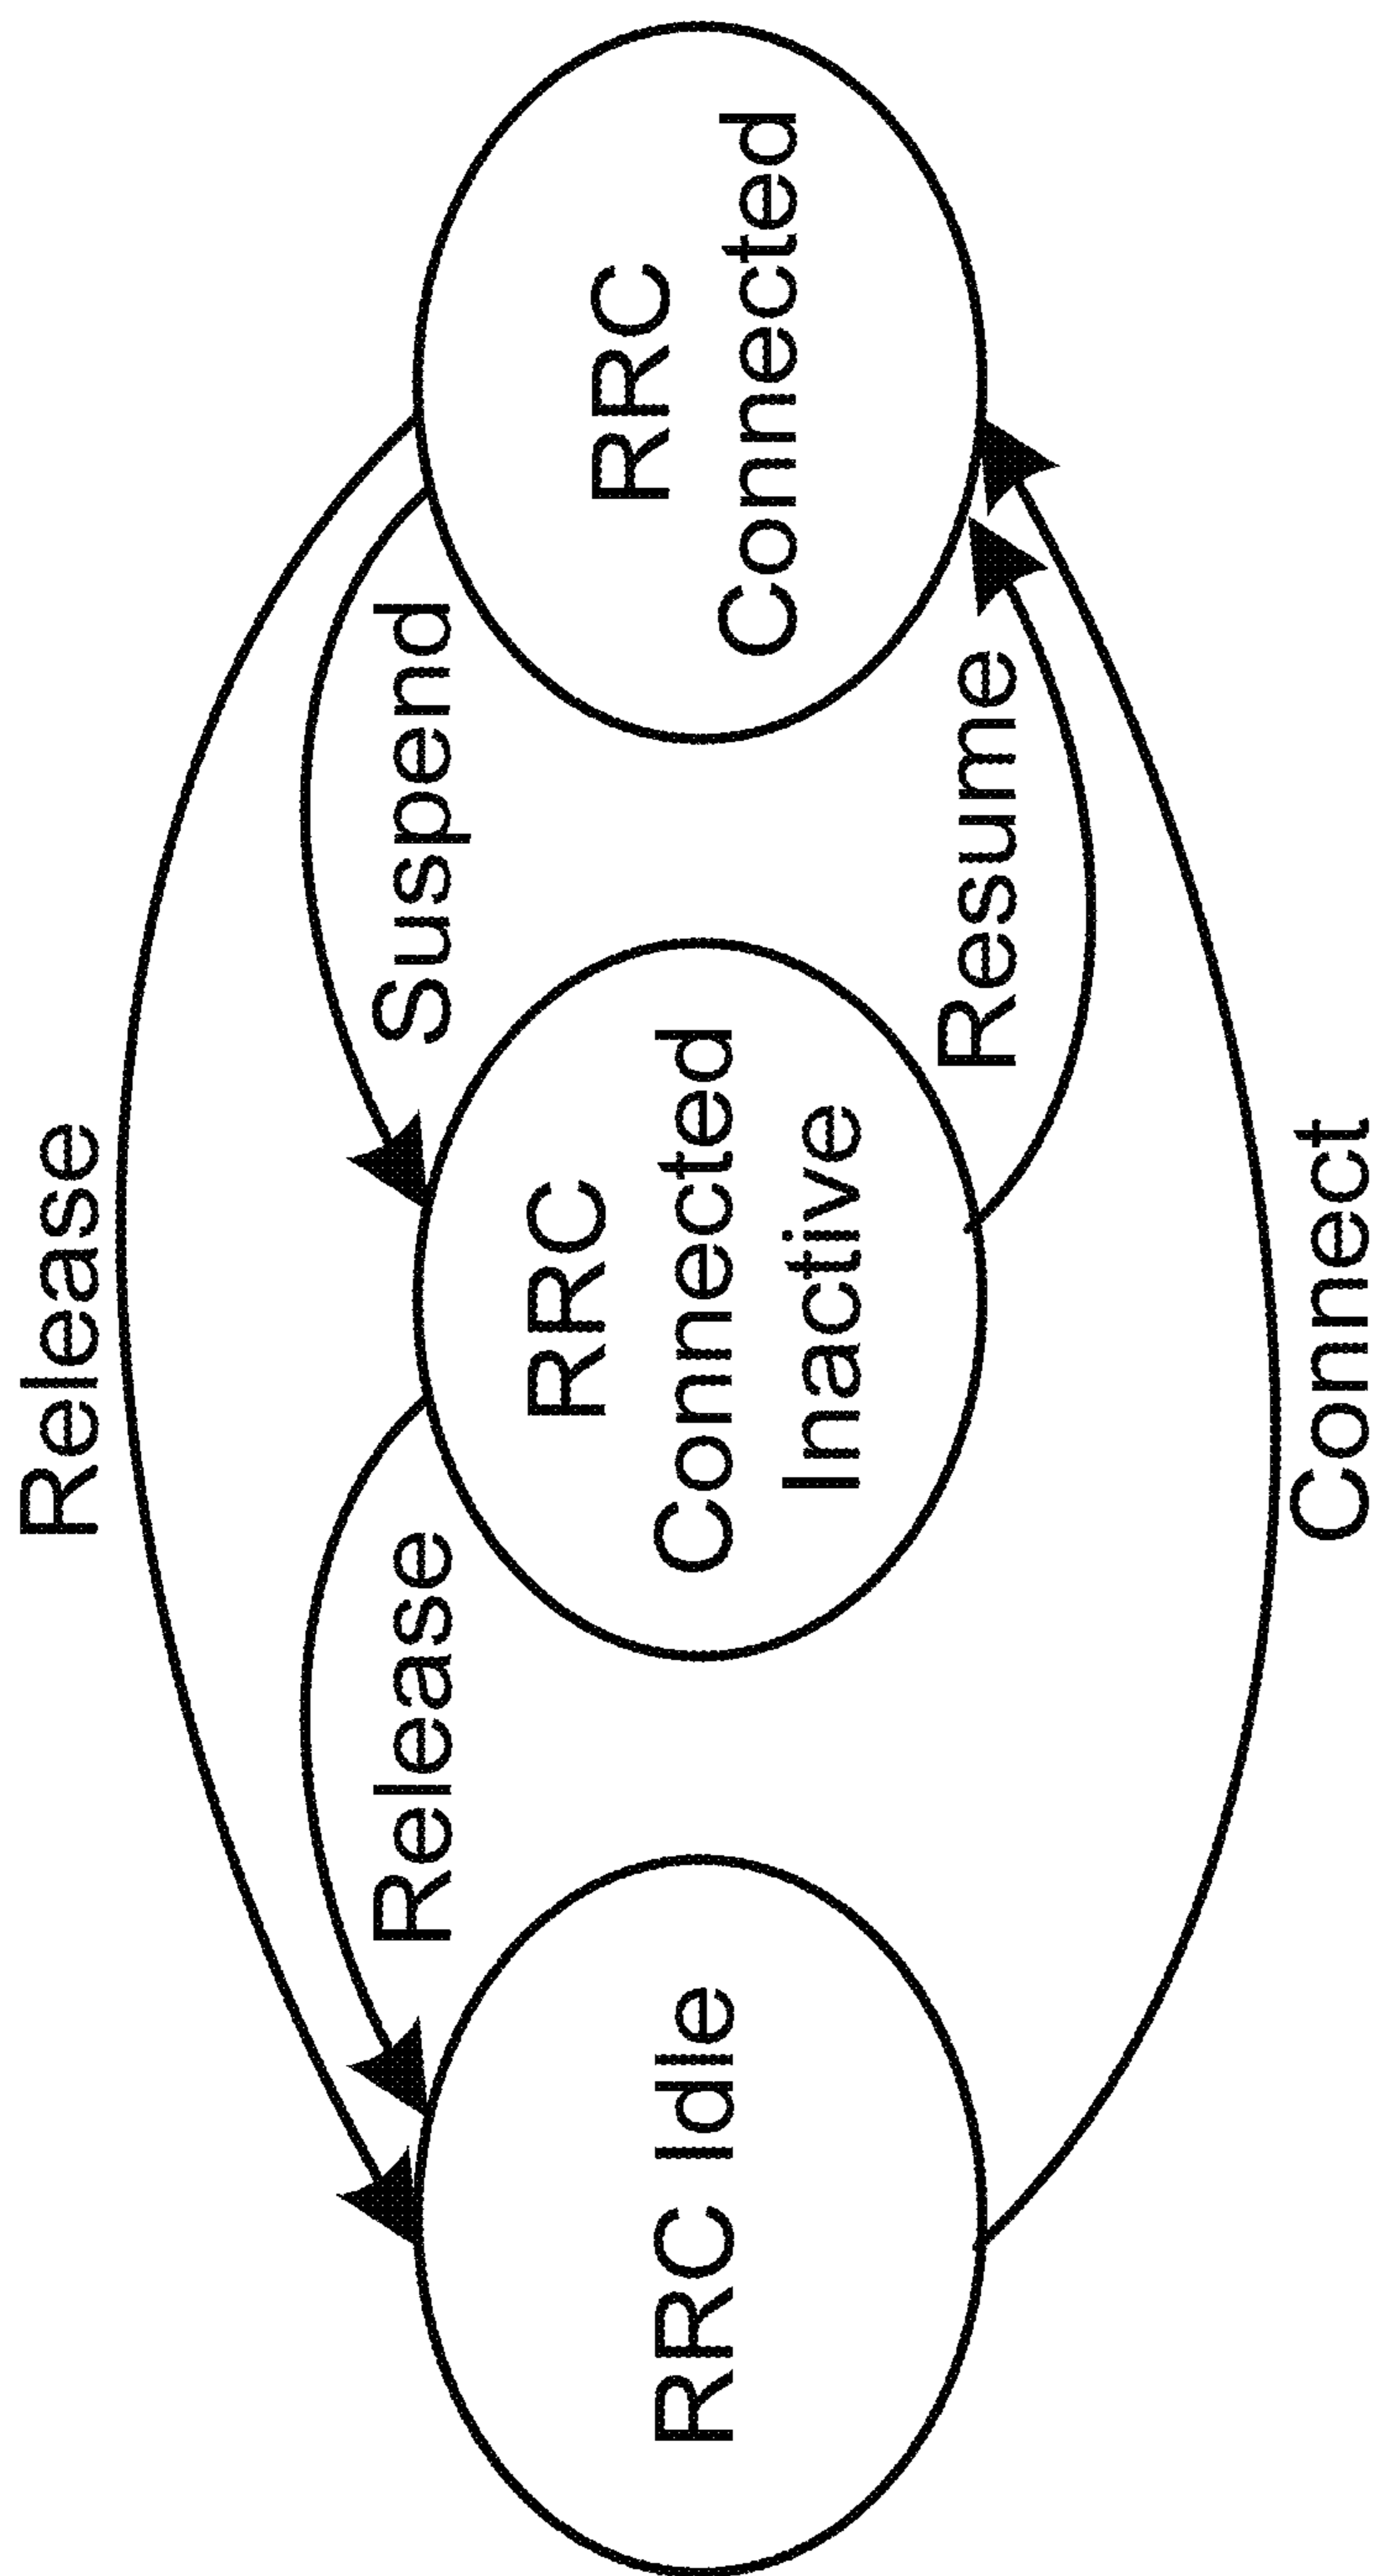 Release
Release
Suspend
RRC Idle
RRC
Connected
Inactive
RRC
Connected
Resume
Connect